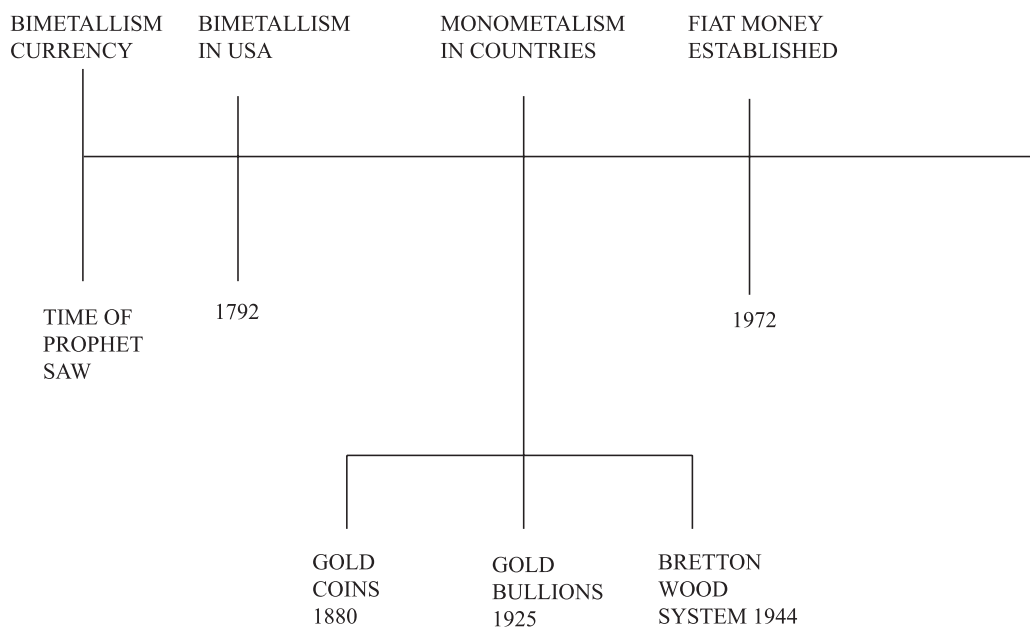 BIMETALLISM
CURRENCY
BIMETALLISM
IN USA
MONOMETALISM
IN COUNTRIES
FIAT MONEY
ESTABLISHED
TIME OF
PROPHET
SAW
1792
1972
GOLD
COINS
1880
GOLD
BULLIONS
1925
BRETTON
WOOD
SYSTEM 1944